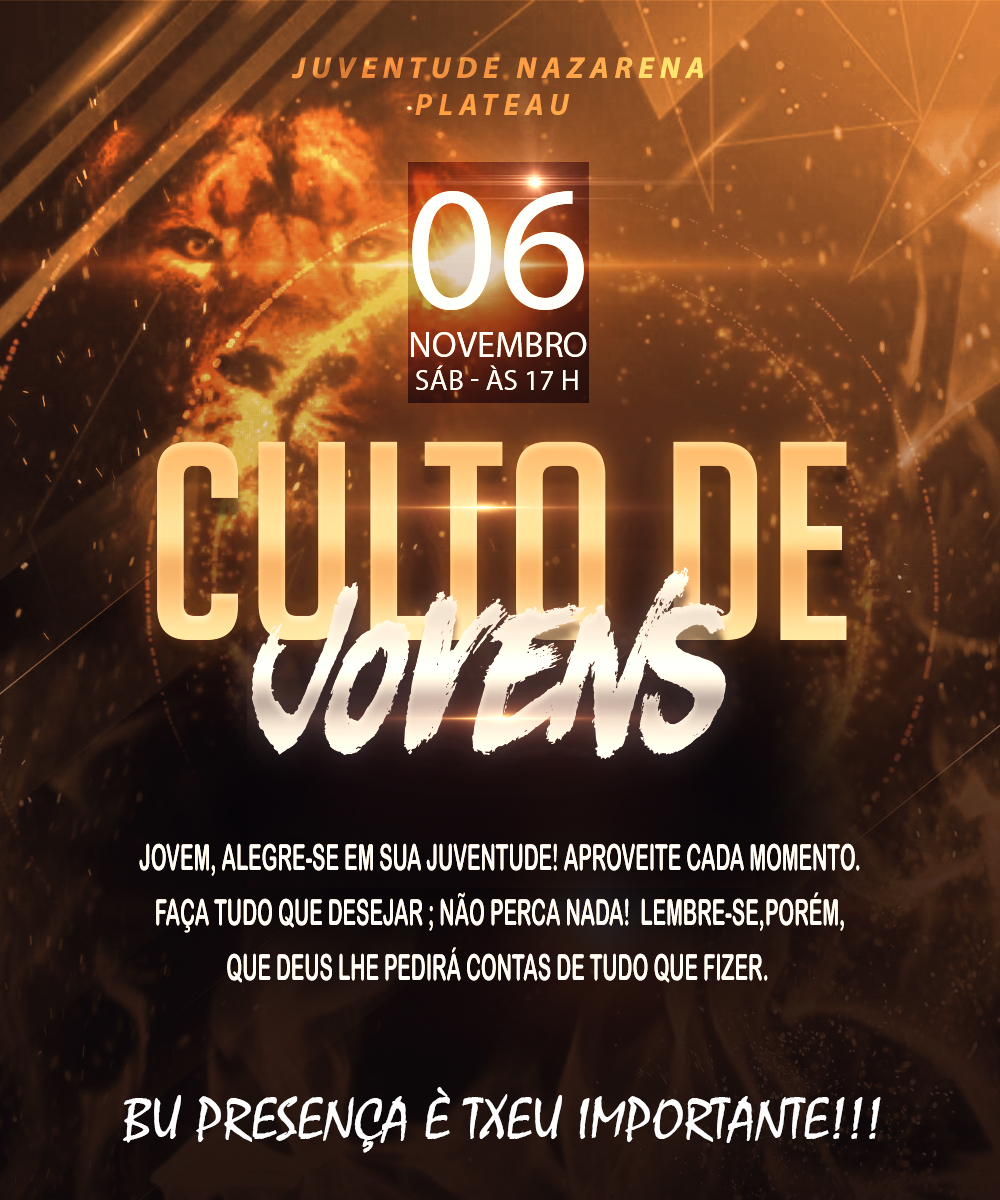 JUVENTUDE NAZARENA
PLATEAU
06
NOVEMBRO
SÁB - ÀS 17 H
CULTO DE
JOVENS
JOVEM, ALEGRE-SE EM SUA JUVENTUDE! APROVEITE CADA MOMENTO.
FAÇA TUDO QUE DESEJAR ; NÃO PERCA NADA! LEMBRE-SE,PORÉM,
QUE DEUS LHE PEDIRÁ CONTAS DE TUDO QUE FIZER.
BU PRESENÇA È TXEU IMPORTANTE!!!